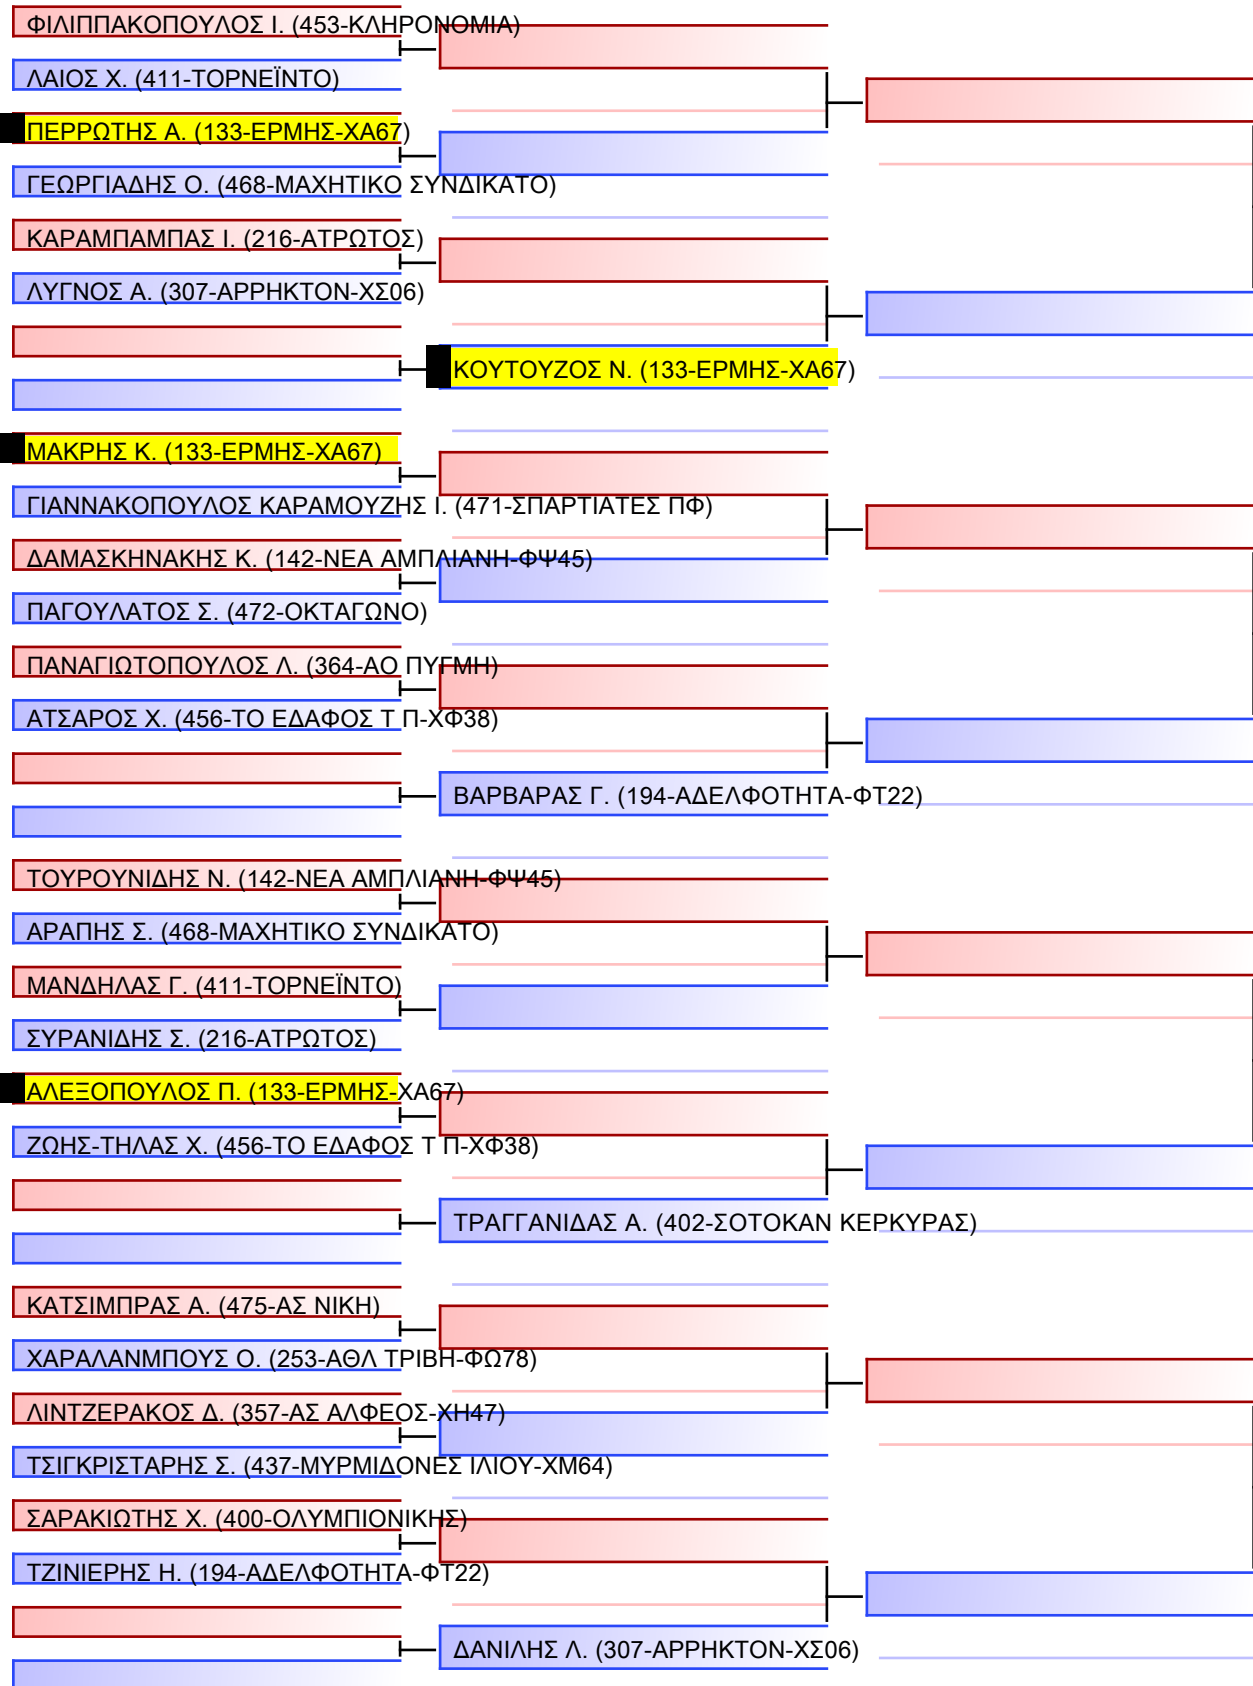 ΦΙΛΙΠΠΑΚΟΠΟΥΛΟΣ Ι. (453-ΚΛΗΡΟΝΟΜΙΑ)
ΛΑΙΟΣ Χ. (411-ΤΟΡΝΕΪΝΤΟ)
ΠΕΡΡΩΤΗΣ Α. (133-ΕΡΜΗΣ-ΧΑ67)
ΓΕΩΡΓΙΑΔΗΣ Ο. (468-ΜΑΧΗΤΙΚΟ ΣΥΝΔΙΚΑΤΟ)
ΚΑΡΑΜΠΑΜΠΑΣ Ι. (216-ΑΤΡΩΤΟΣ)
ΛΥΓΝΟΣ Α. (307-ΑΡΡΗΚΤΟΝ-ΧΣ06)
ΚΟΥΤΟΥΖΟΣ Ν. (133-ΕΡΜΗΣ-ΧΑ67)
ΜΑΚΡΗΣ Κ. (133-ΕΡΜΗΣ-ΧΑ67)
ΓΙΑΝΝΑΚΟΠΟΥΛΟΣ ΚΑΡΑΜΟΥΖΗΣ Ι. (471-ΣΠΑΡΤΙΑΤΕΣ ΠΦ)
ΔΑΜΑΣΚΗΝΑΚΗΣ Κ. (142-ΝΕΑ ΑΜΠΛΙΑΝΗ-ΦΨ45)
ΠΑΓΟΥΛΑΤΟΣ Σ. (472-ΟΚΤΑΓΩΝΟ)
ΠΑΝΑΓΙΩΤΟΠΟΥΛΟΣ Λ. (364-ΑΟ ΠΥΓΜΗ)
ΑΤΣΑΡΟΣ Χ. (456-ΤΟ ΕΔΑΦΟΣ Τ Π-ΧΦ38)
ΒΑΡΒΑΡΑΣ Γ. (194-ΑΔΕΛΦΟΤΗΤΑ-ΦΤ22)
ΤΟΥΡΟΥΝΙΔΗΣ Ν. (142-ΝΕΑ ΑΜΠΛΙΑΝΗ-ΦΨ45)
ΑΡΑΠΗΣ Σ. (468-ΜΑΧΗΤΙΚΟ ΣΥΝΔΙΚΑΤΟ)
ΜΑΝΔΗΛΑΣ Γ. (411-ΤΟΡΝΕΪΝΤΟ)
ΣΥΡΑΝΙΔΗΣ Σ. (216-ΑΤΡΩΤΟΣ)
ΑΛΕΞΟΠΟΥΛΟΣ Π. (133-ΕΡΜΗΣ-ΧΑ67)
ΖΩΗΣ-ΤΗΛΑΣ Χ. (456-ΤΟ ΕΔΑΦΟΣ Τ Π-ΧΦ38)
ΤΡΑΓΓΑΝΙΔΑΣ Α. (402-ΣΟΤΟΚΑΝ ΚΕΡΚΥΡΑΣ)
ΚΑΤΣΙΜΠΡΑΣ Α. (475-ΑΣ ΝΙΚΗ)
ΧΑΡΑΛΑΝΜΠΟΥΣ Ο. (253-ΑΘΛ ΤΡΙΒΗ-ΦΩ78)
ΛΙΝΤΖΕΡΑΚΟΣ Δ. (357-ΑΣ ΑΛΦΕΟΣ-ΧΗ47)
ΤΣΙΓΚΡΙΣΤΑΡΗΣ Σ. (437-ΜΥΡΜΙΔΟΝΕΣ ΙΛΙΟΥ-ΧΜ64)
ΣΑΡΑΚΙΩΤΗΣ Χ. (400-ΟΛΥΜΠΙΟΝΙΚΗΣ)
ΤΖΙΝΙΕΡΗΣ Η. (194-ΑΔΕΛΦΟΤΗΤΑ-ΦΤ22)
ΔΑΝΙΛΗΣ Λ. (307-ΑΡΡΗΚΤΟΝ-ΧΣ06)